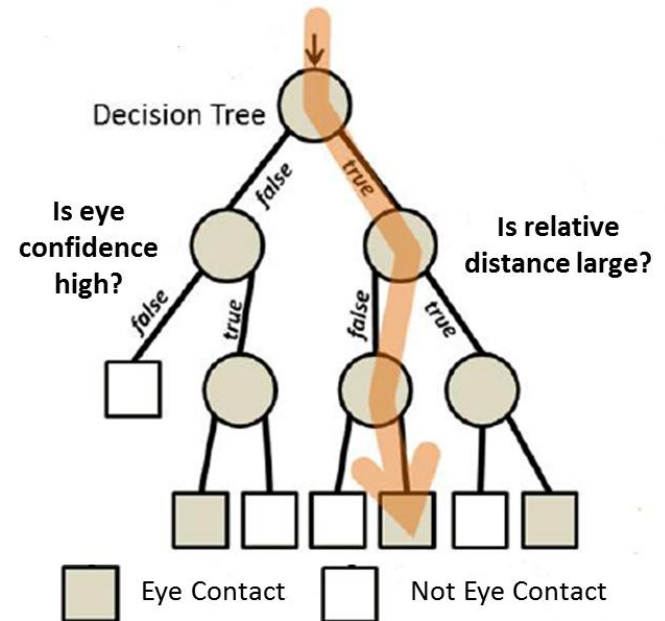 Decision Tree
false
true
Is eye
confidence
high?
Is relative
distance large?
false
true
false
true
Eye Contact
Not Eye Contact